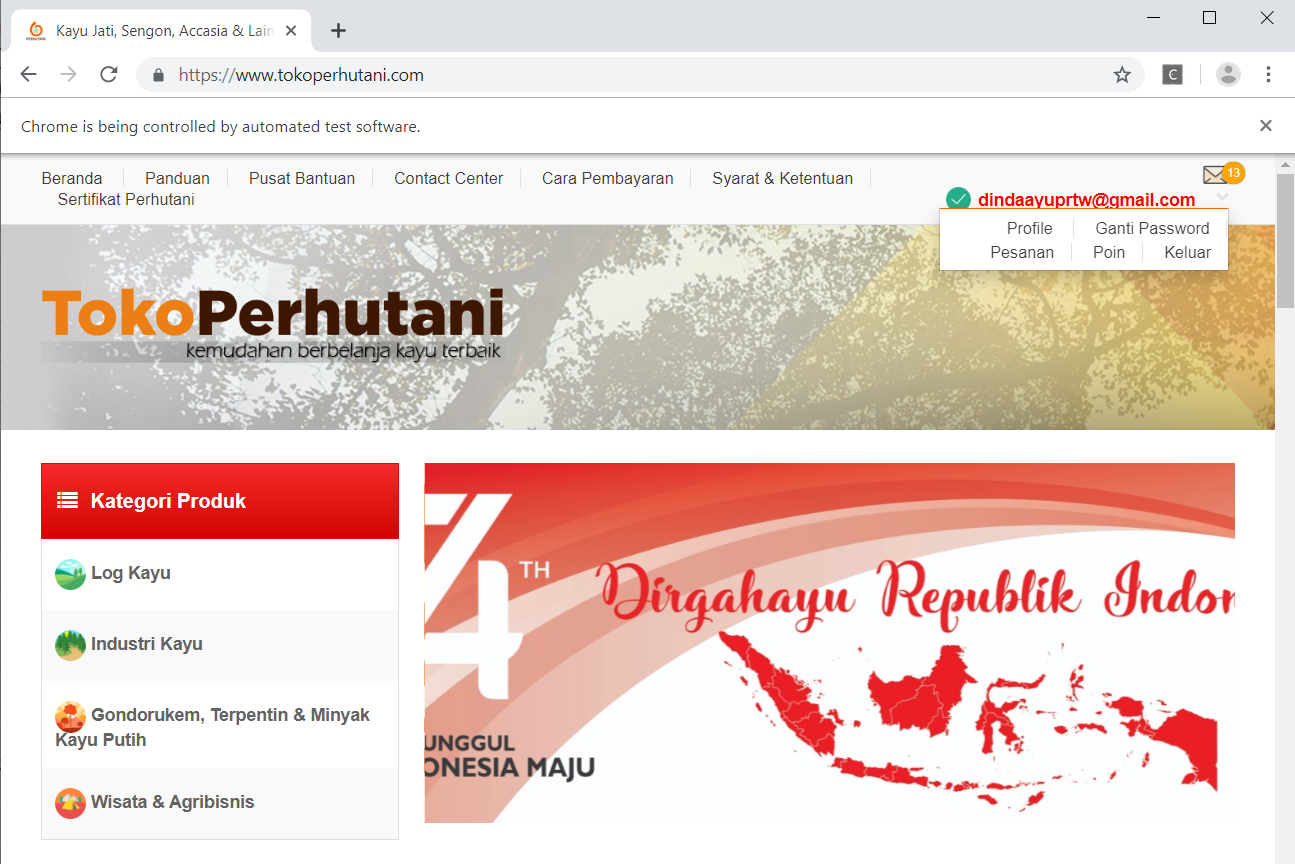 Kayu Jati, Sengon, Accasia & Lain
https://www.tokoperhutani.com
C
Chrome is being controlled by automated test software.
Beranda Panduan Pusat Bantuan Contact Center Cara Pembayaran Syarat & Ketentuan
13
Sertifikat Perhutani
dindaayuprtw@gmail.com
Profile Ganti Password
Pesanan Poin Keluar
TokoPerhutani
kemudahan berbelanja kayu terbaik
Kategori Produk
Log Kayu
Industri Kayu
Gondorukem, Terpentin & Minyak
Kayu Putih
Wisata & Agribisnis
74TH
Dirgahayu Republik Indon
UNGGUL
ONESIA MAJU